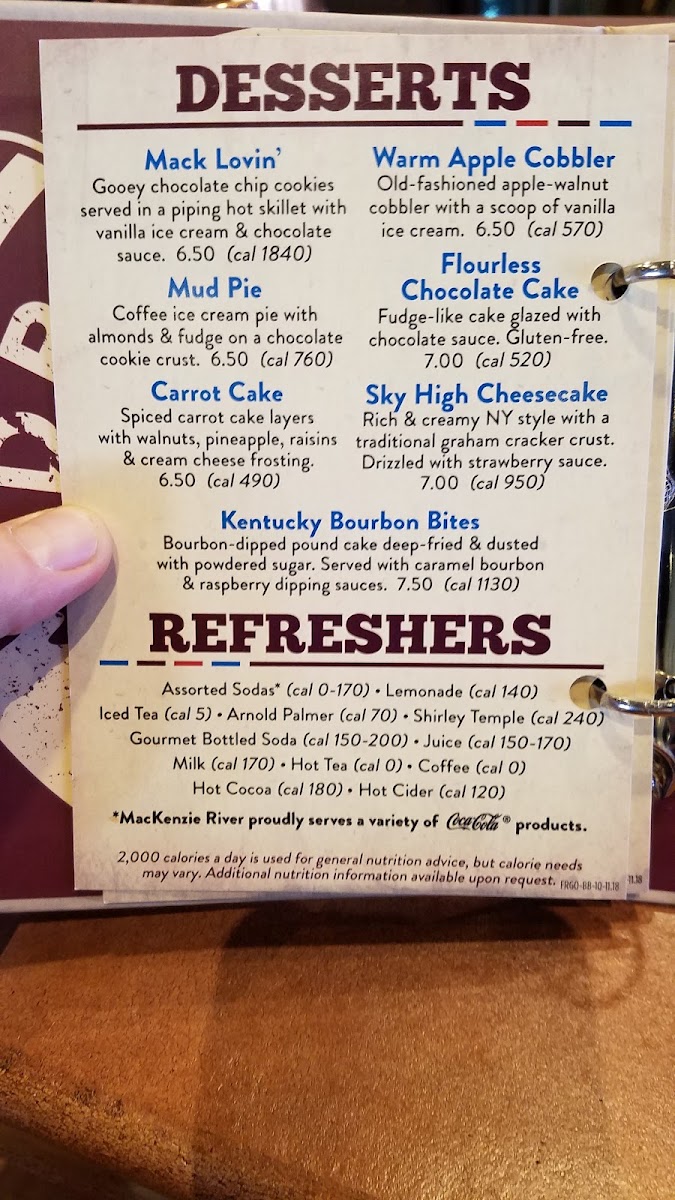 DESSERTS
Mack Lovin'
Gooey chocolate chip cookies
served in a piping hot skillet with
vanilla ice cream & chocolate
sauce. 6.50 (cal 1840)
Mud Pie
Coffee ice cream pie with
almonds & fudge on a chocolate
cookie crust. 6.50 (cal 760)
Carrot Cake
Spiced carrot cake layers
with walnuts, pineapple, raisins
& cream cheese frosting.
6.50 (cal 490)
Warm Apple Cobbler
Old-fashioned apple-walnut
cobbler with a scoop of vanilla
ice cream. 6.50 (cal 570)
Flourless
Chocolate Cake
Fudge-like cake glazed with
chocolate sauce. Gluten-free.
7.00 (cal 520)
Sky High Cheesecake
Rich & creamy NY style with a
traditional graham cracker crust.
Drizzled with strawberry sauce.
7.00 (cal 950)
Kentucky Bourbon Bites
Bourbon-dipped pound cake deep-fried & dusted
with powdered sugar. Served with caramel bourbon
& raspberry dipping sauces. 7.50 (cal 1130)
REFRESHERS
Assorted Sodas* (cal 0-170) • Lemonade (cal 140)
Iced Tea (cal 5) • Arnold Palmer (cal 70) • Shirley Temple (cal 240)
Gourmet Bottled Soda (cal 150-200) • Juice (cal 150-170)
Milk (cal 170) • Hot Tea (cal 0) • Coffee (cal 0)
Hot Cocoa (cal 180) • Hot Cider (cal 120)
*MacKenzie River proudly serves a variety of Coca-Cola® products.
2,000 calories a day is used for general nutrition advice, but calorie needs
may vary. Additional nutrition information available upon request. FRGO-BB-10-11.18
11.18